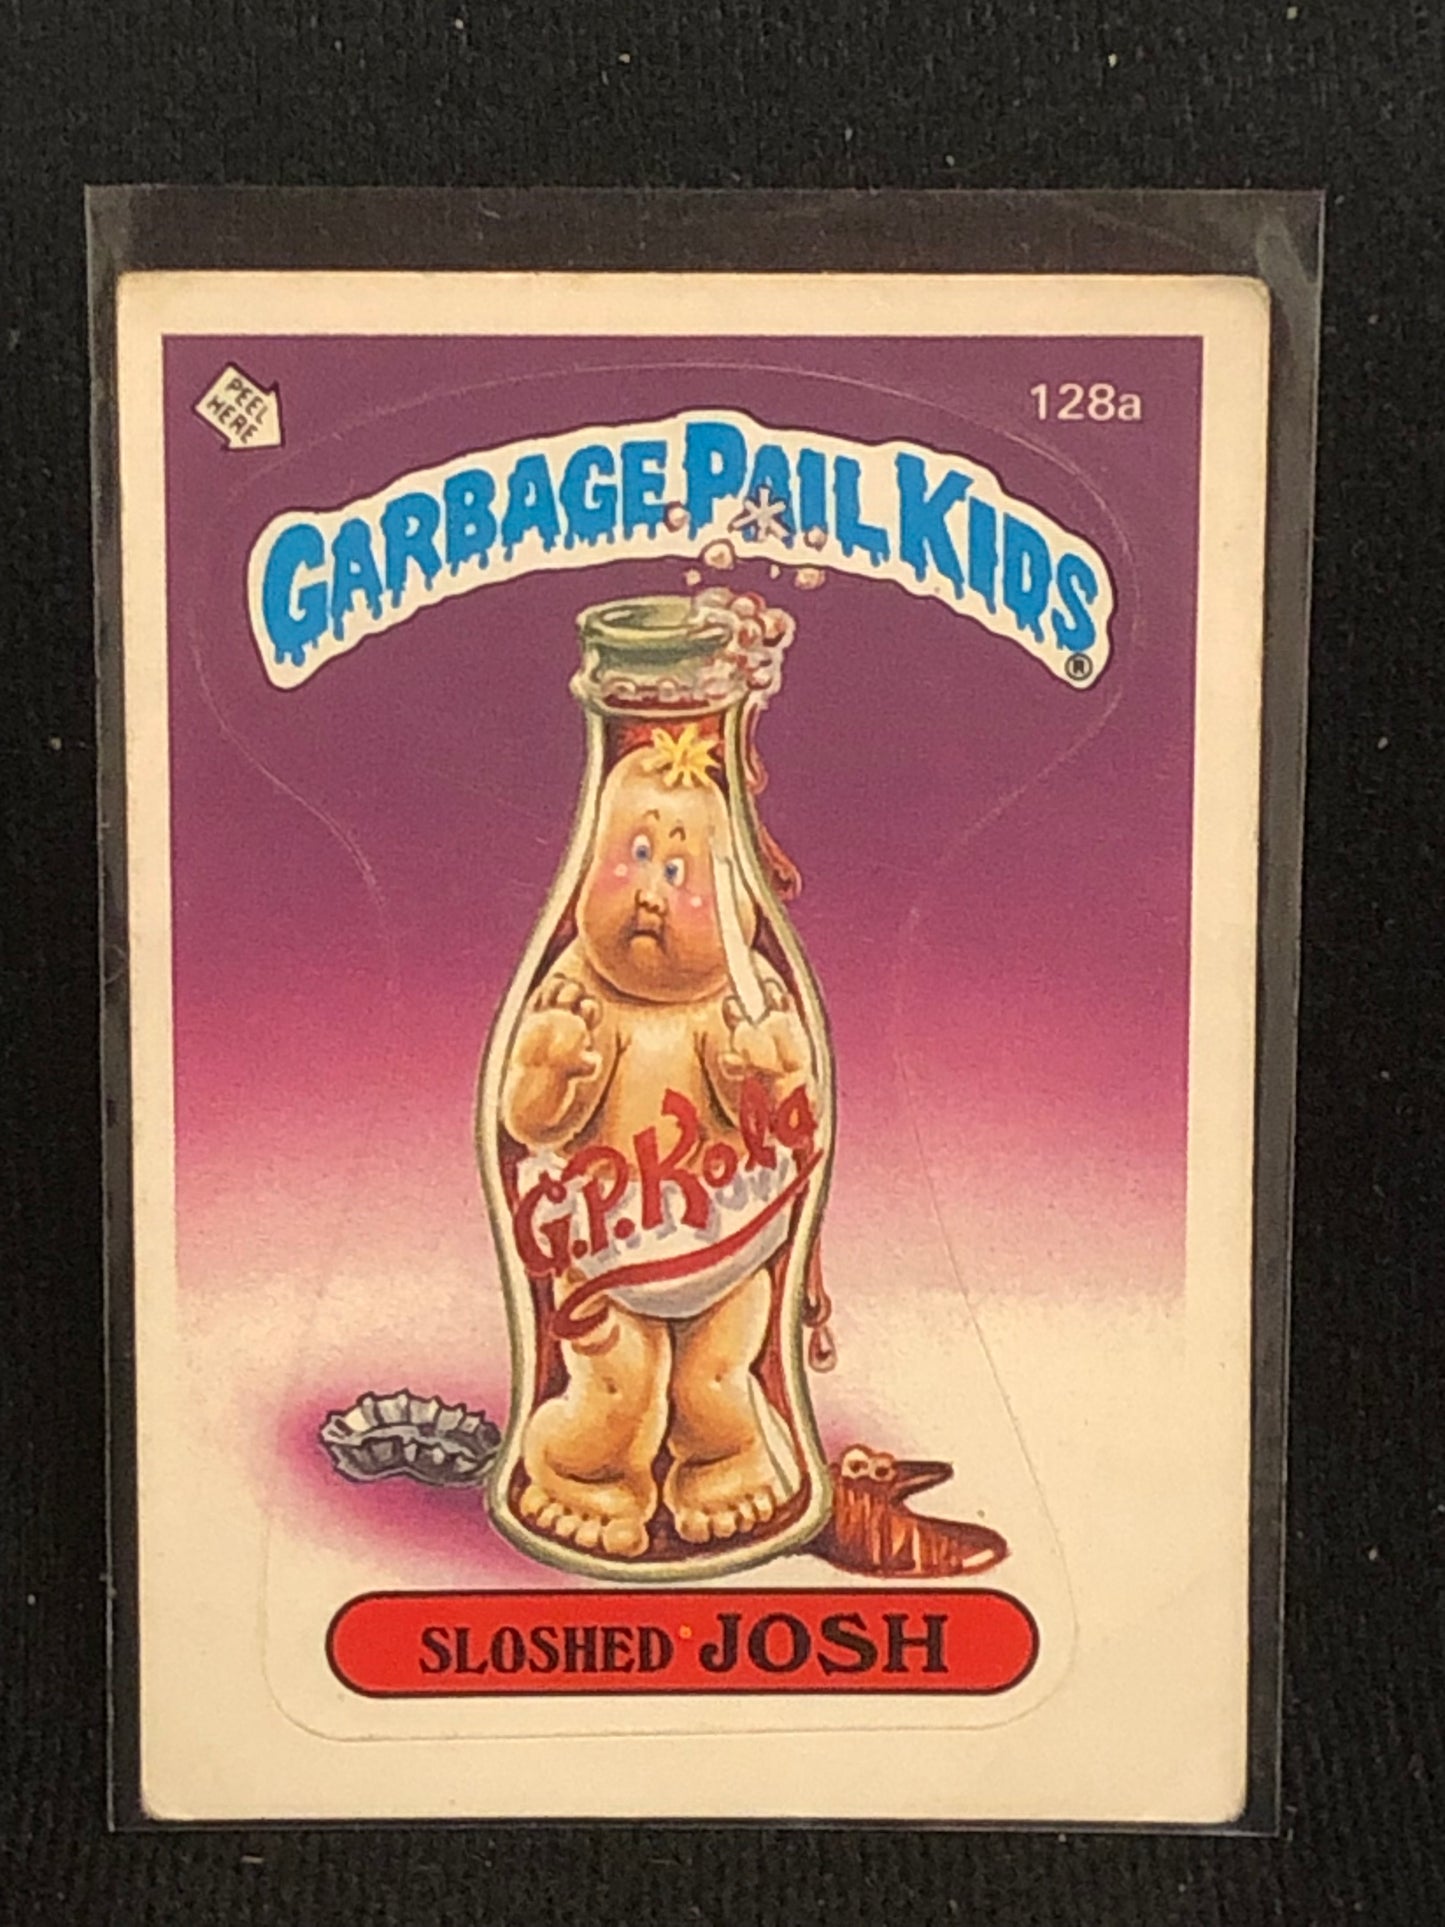 PEEL
HERE
128a
GARBAGE PAIL KIDS
®
G.P. Kola
SLOSHED JOSH